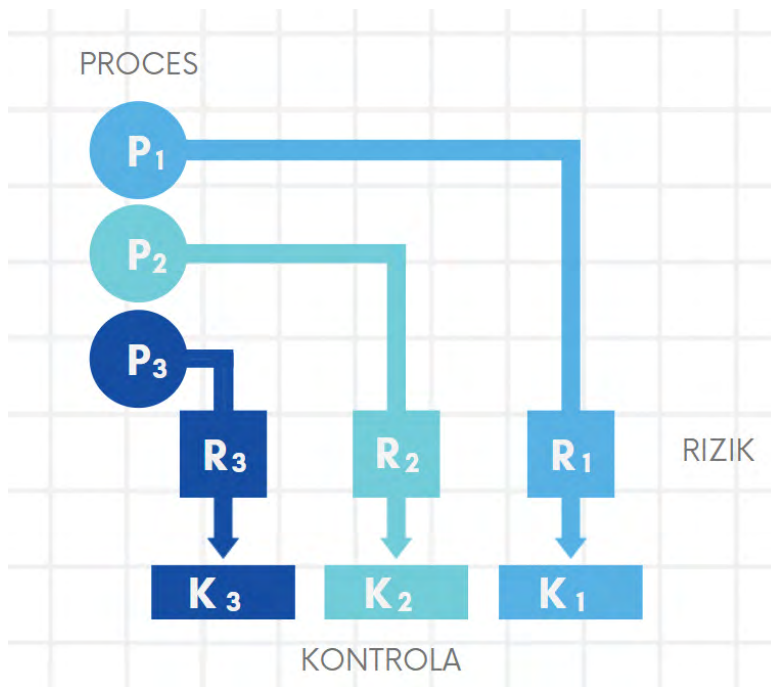 PROCES
P1
P2
P3
R3 R2 R1 RIZIK
K3 K2 K1
KONTROLA